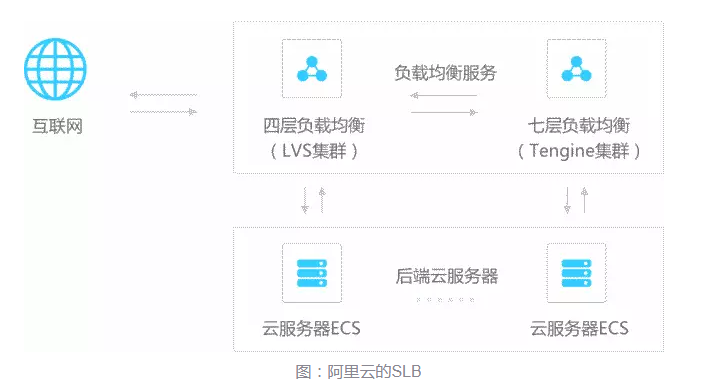 负载均衡服务
互联网
四层负载均衡
（LVS集群）
七层负载均衡
（Tengine集群）
后端云服务器
云服务器ECS
云服务器ECS
图：阿里云的SLB